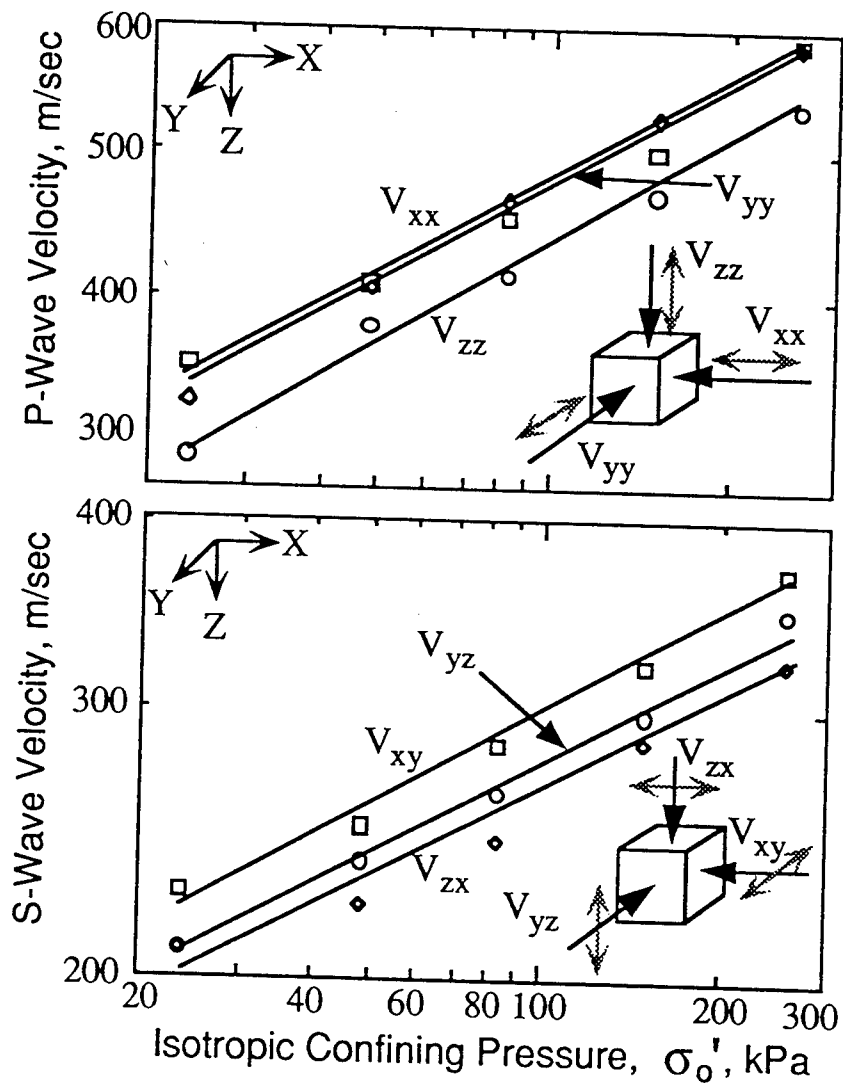 P-Wave Velocity, m/sec
600
500
400
300
X
Y
Z
V_xx
V_yy
V_zz
V_zz
V_xx
V_yy
S-Wave Velocity, m/sec
400
300
200
X
Y
Z
V_yz
V_xy
V_zx
V_zx
V_xy
V_yz
20 40 60 80 100 200 300
Isotropic Confining Pressure, σ_o', kPa